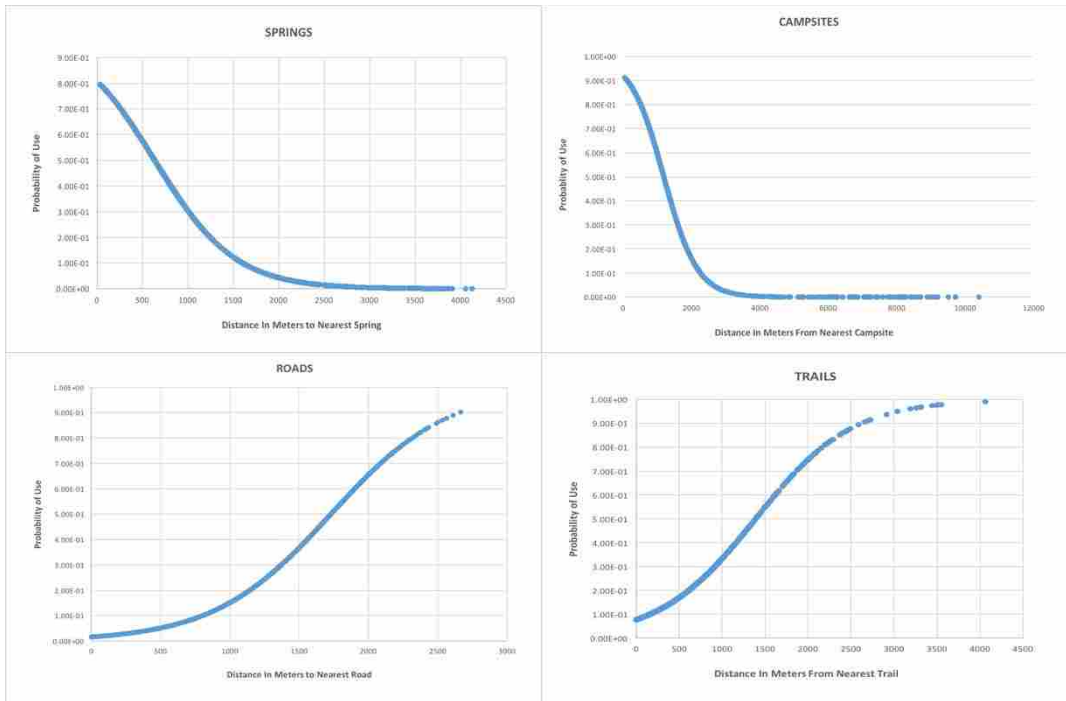 SPRINGS
9.00E-01
8.00E-01
7.00E-01
6.00E-01
5.00E-01
4.00E-01
3.00E-01
2.00E-01
1.00E-01
0.00E+00
0 500 1000 1500 2000 2500 3000 3500 4000 4500
Probability of Use
Distance In Meters to Nearest Spring
CAMPSITES
1.00E+00
9.00E-01
8.00E-01
7.00E-01
6.00E-01
5.00E-01
4.00E-01
3.00E-01
2.00E-01
1.00E-01
0.00E+00
0 2000 4000 6000 8000 10000 12000
Probablity of Use
Distance In Meters From Nearest Campsite
ROADS
1.00E+00
9.00E-01
8.00E-01
7.00E-01
6.00E-01
5.00E-01
4.00E-01
3.00E-01
2.00E-01
1.00E-01
0.00E+00
0 500 1000 1500 2000 2500 3000
Probability of Use
Distance In Meters to Nearest Road
TRAILS
1.00E+00
9.00E-01
8.00E-01
7.00E-01
6.00E-01
5.00E-01
4.00E-01
3.00E-01
2.00E-01
1.00E-01
0.00E+00
0 500 1000 1500 2000 2500 3000 3500 4000 4500
Probability of Use
Distance In Meters From Nearest Trail